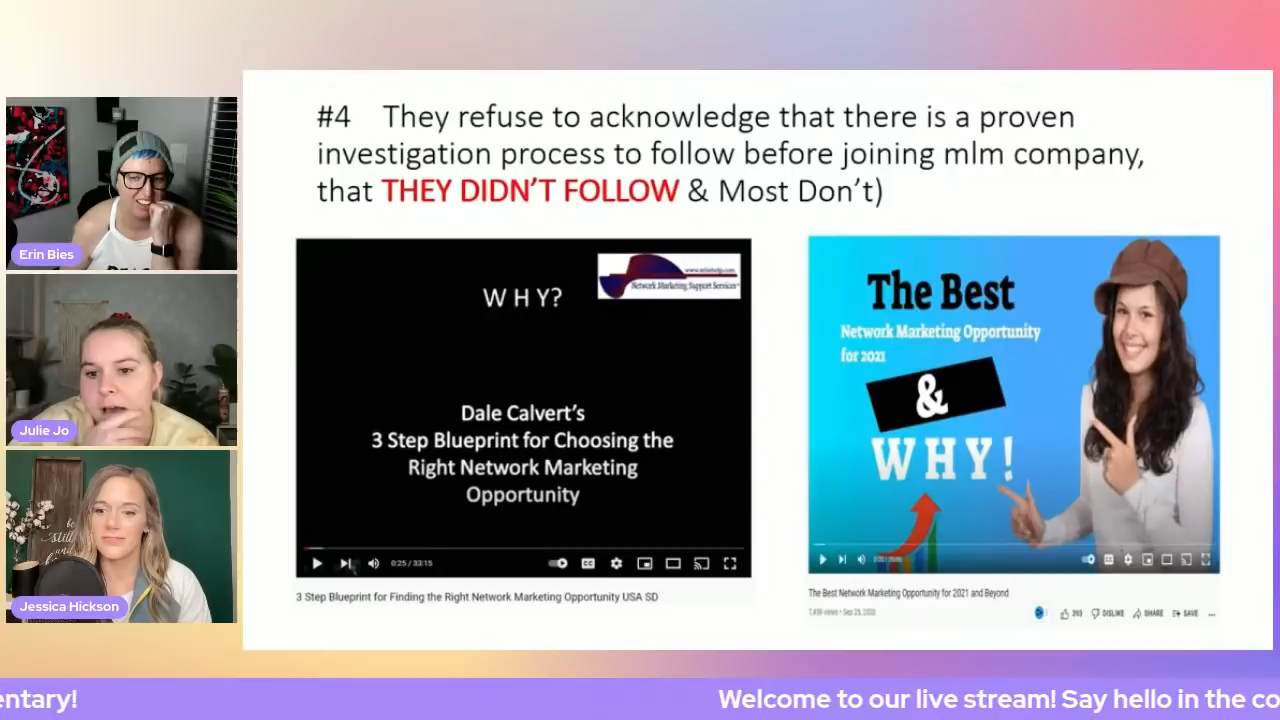 #4 They refuse to acknowledge that there is a proven
investigation process to follow before joining mlm company,
that THEY DIDN'T FOLLOW & Most Don't)
Erin Bies
Julie Jo
be
still
and
Jessica Hickson
Network Marketing Support Services
W H Y?
Dale Calvert's
3 Step Blueprint for Choosing the
Right Network Marketing
Opportunity
0:25 / 33:15
3 Step Blueprint for Finding the Right Network Marketing Opportunity USA SD
The Best
Network Marketing Opportunity
for 2021
&
WHY!
The Best Network Marketing Opportunity for 2021 and Beyond
393 DISLIKE SHARE SAVE ...
entary!
Welcome to our live stream! Say hello in the co